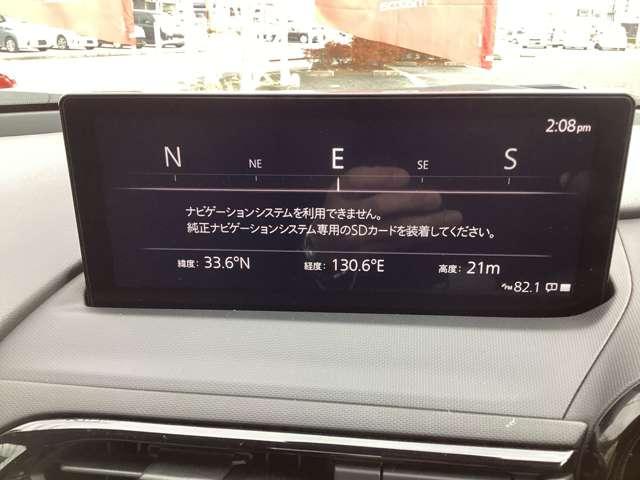 2:08pm
N NE E SE S
ナビゲーションシステムを利用できません。
純正ナビゲーションシステム専用のSDカードを装着してください。
緯度: 33.6°N 経度: 130.6°E 高度: 21m
FM 82.1